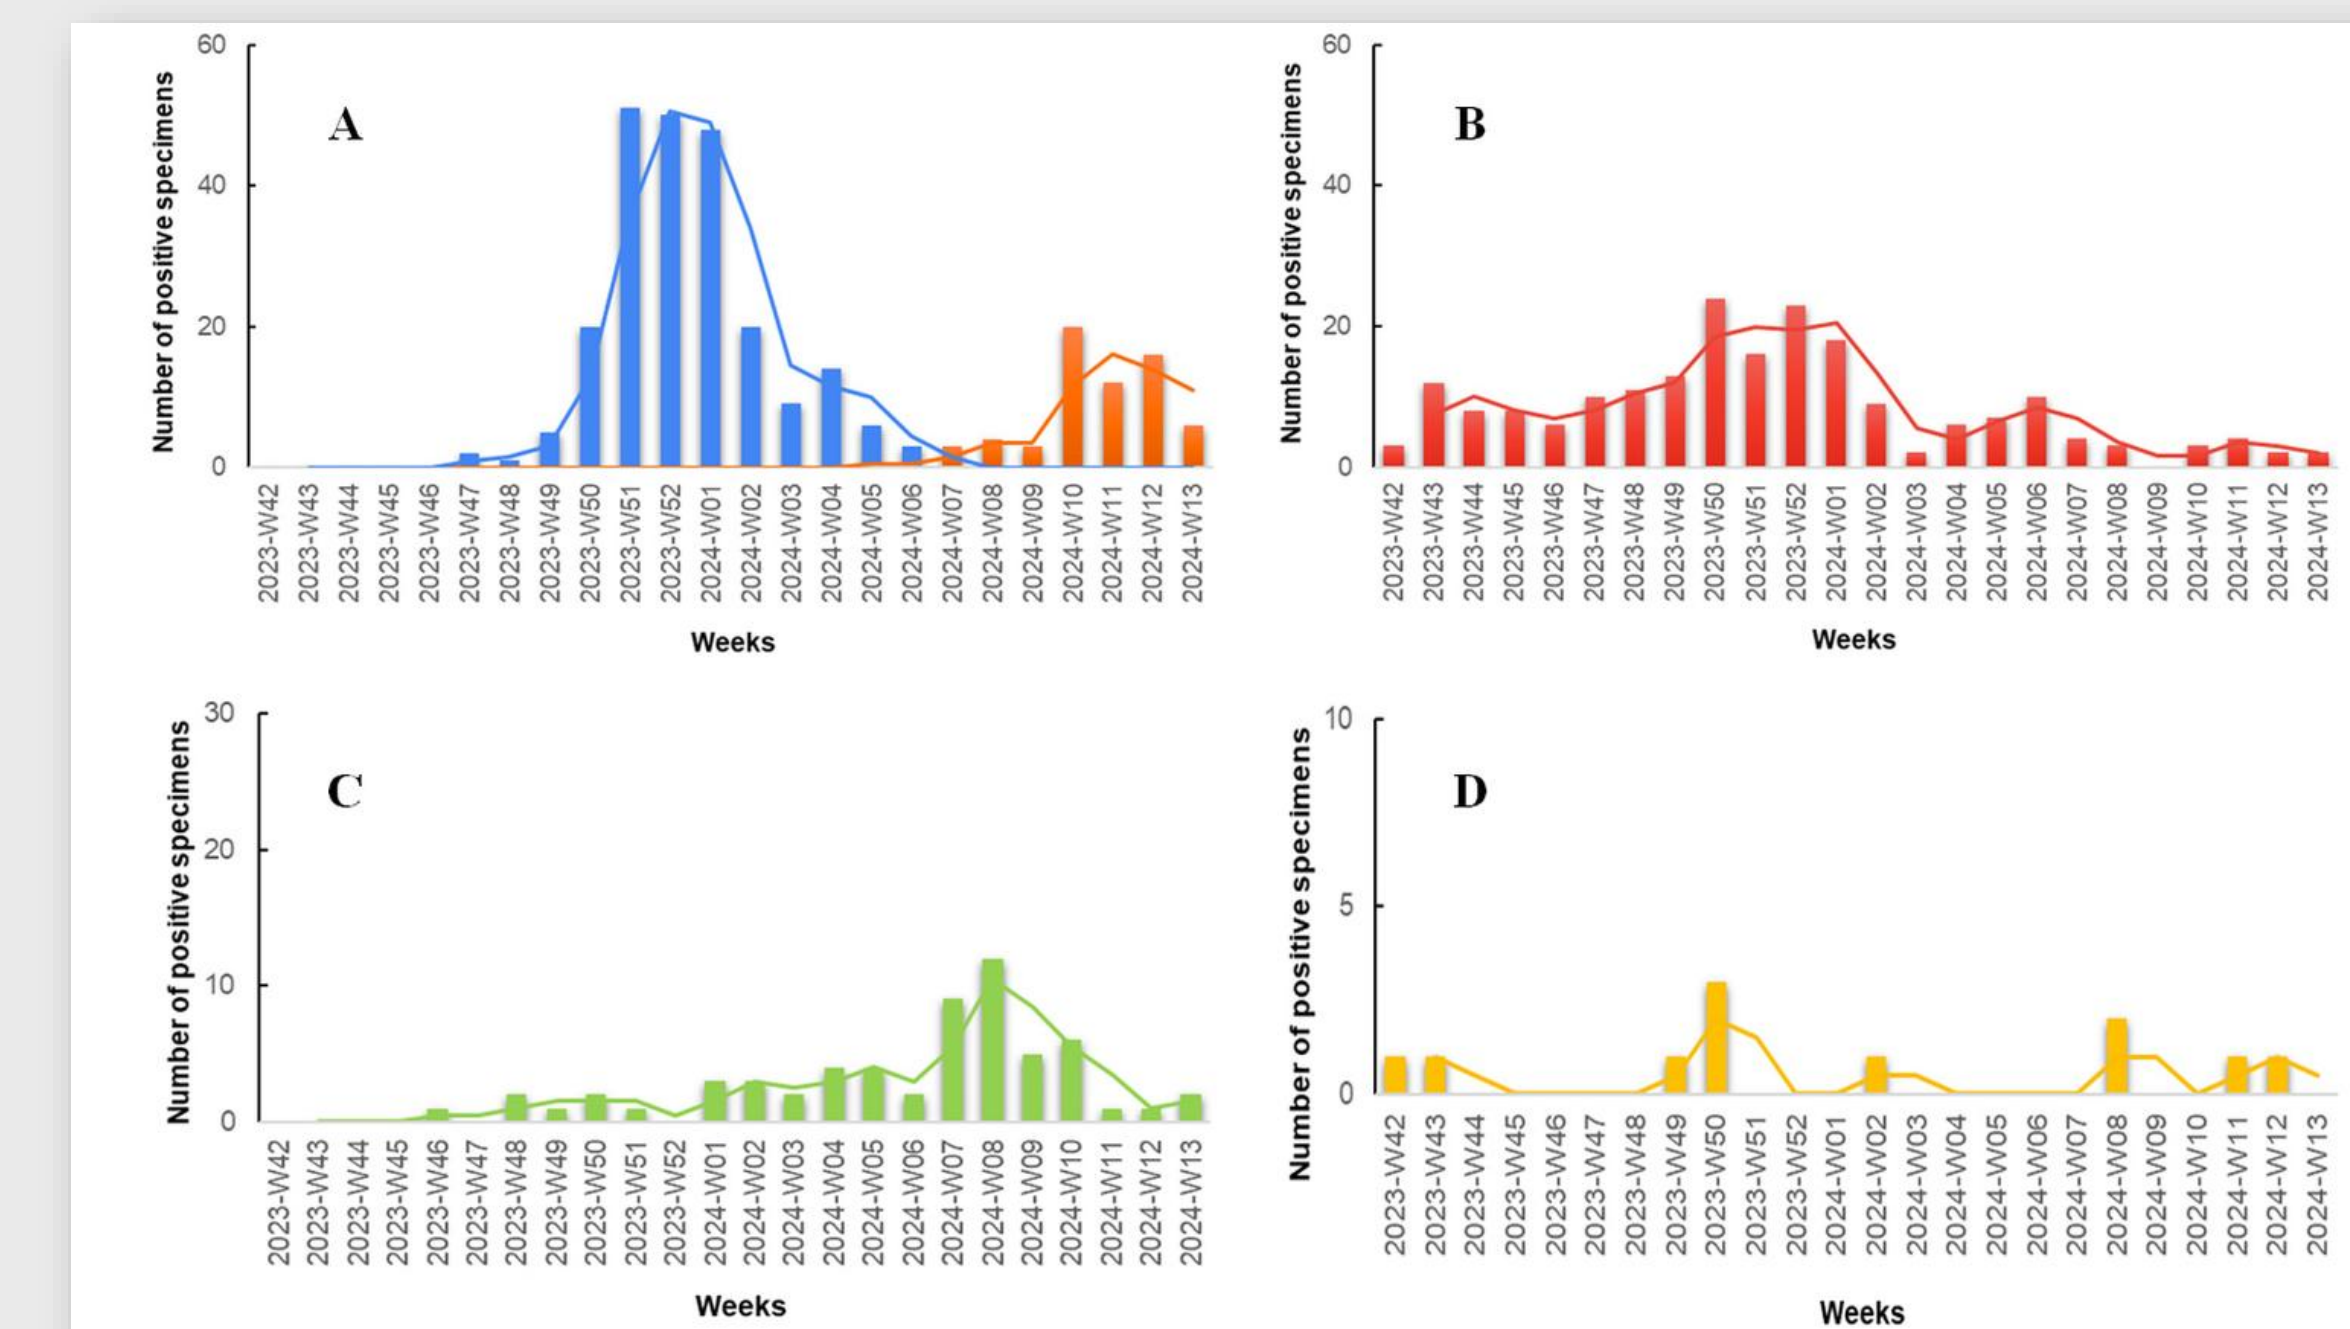 A
Number of positive specimens
60
40
20
0
2023-W42
2023-W43
2023-W44
2023-W45
2023-W46
2023-W47
2023-W48
2023-W49
2023-W50
2023-W51
2023-W52
2024-W01
2024-W02
2024-W03
2024-W04
2024-W05
2024-W06
2024-W07
2024-W08
2024-W09
2024-W10
2024-W11
2024-W12
2024-W13
Weeks
B
Number of positive specimens
60
40
20
0
2023-W42
2023-W43
2023-W44
2023-W45
2023-W46
2023-W47
2023-W48
2023-W49
2023-W50
2023-W51
2023-W52
2024-W01
2024-W02
2024-W03
2024-W04
2024-W05
2024-W06
2024-W07
2024-W08
2024-W09
2024-W10
2024-W11
2024-W12
2024-W13
Weeks
C
Number of positive specimens
30
20
10
0
2023-W42
2023-W43
2023-W44
2023-W45
2023-W46
2023-W47
2023-W48
2023-W49
2023-W50
2023-W51
2023-W52
2024-W01
2024-W02
2024-W03
2024-W04
2024-W05
2024-W06
2024-W07
2024-W08
2024-W09
2024-W10
2024-W11
2024-W12
2024-W13
Weeks
D
Number of positive specimens
10
5
0
2023-W42
2023-W43
2023-W44
2023-W45
2023-W46
2023-W47
2023-W48
2023-W49
2023-W50
2023-W51
2023-W52
2024-W01
2024-W02
2024-W03
2024-W04
2024-W05
2024-W06
2024-W07
2024-W08
2024-W09
2024-W10
2024-W11
2024-W12
2024-W13
Weeks